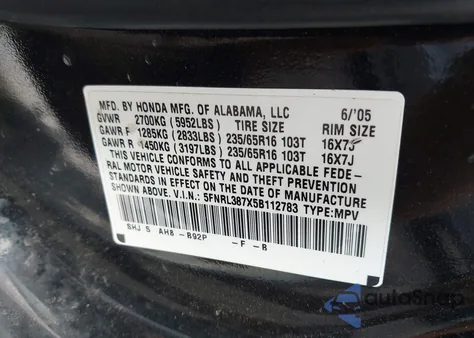 MFD. BY HONDA MFG. OF ALABAMA, LLC 6/'05
GVWR 2700KG (5952LBS) TIRE SIZE RIM SIZE
GAWR F 1285KG (2833LBS) 235/65R16 103T 16X7J
GAWR R 1450KG (3197LBS) 235/65R16 103T 16X7J
THIS VEHICLE CONFORMS TO ALL APPLICABLE FEDE-
RAL MOTOR VEHICLE SAFETY AND THEFT PREVENTION
STANDARDS IN EFFECT ON THE DATE OF MANUFACTURE
SHOWN ABOVE. V.I.N.: 5FNRL387X5B112783 TYPE:MPV
SHJ 5 AH8 -B92P -F -B
autoSnap